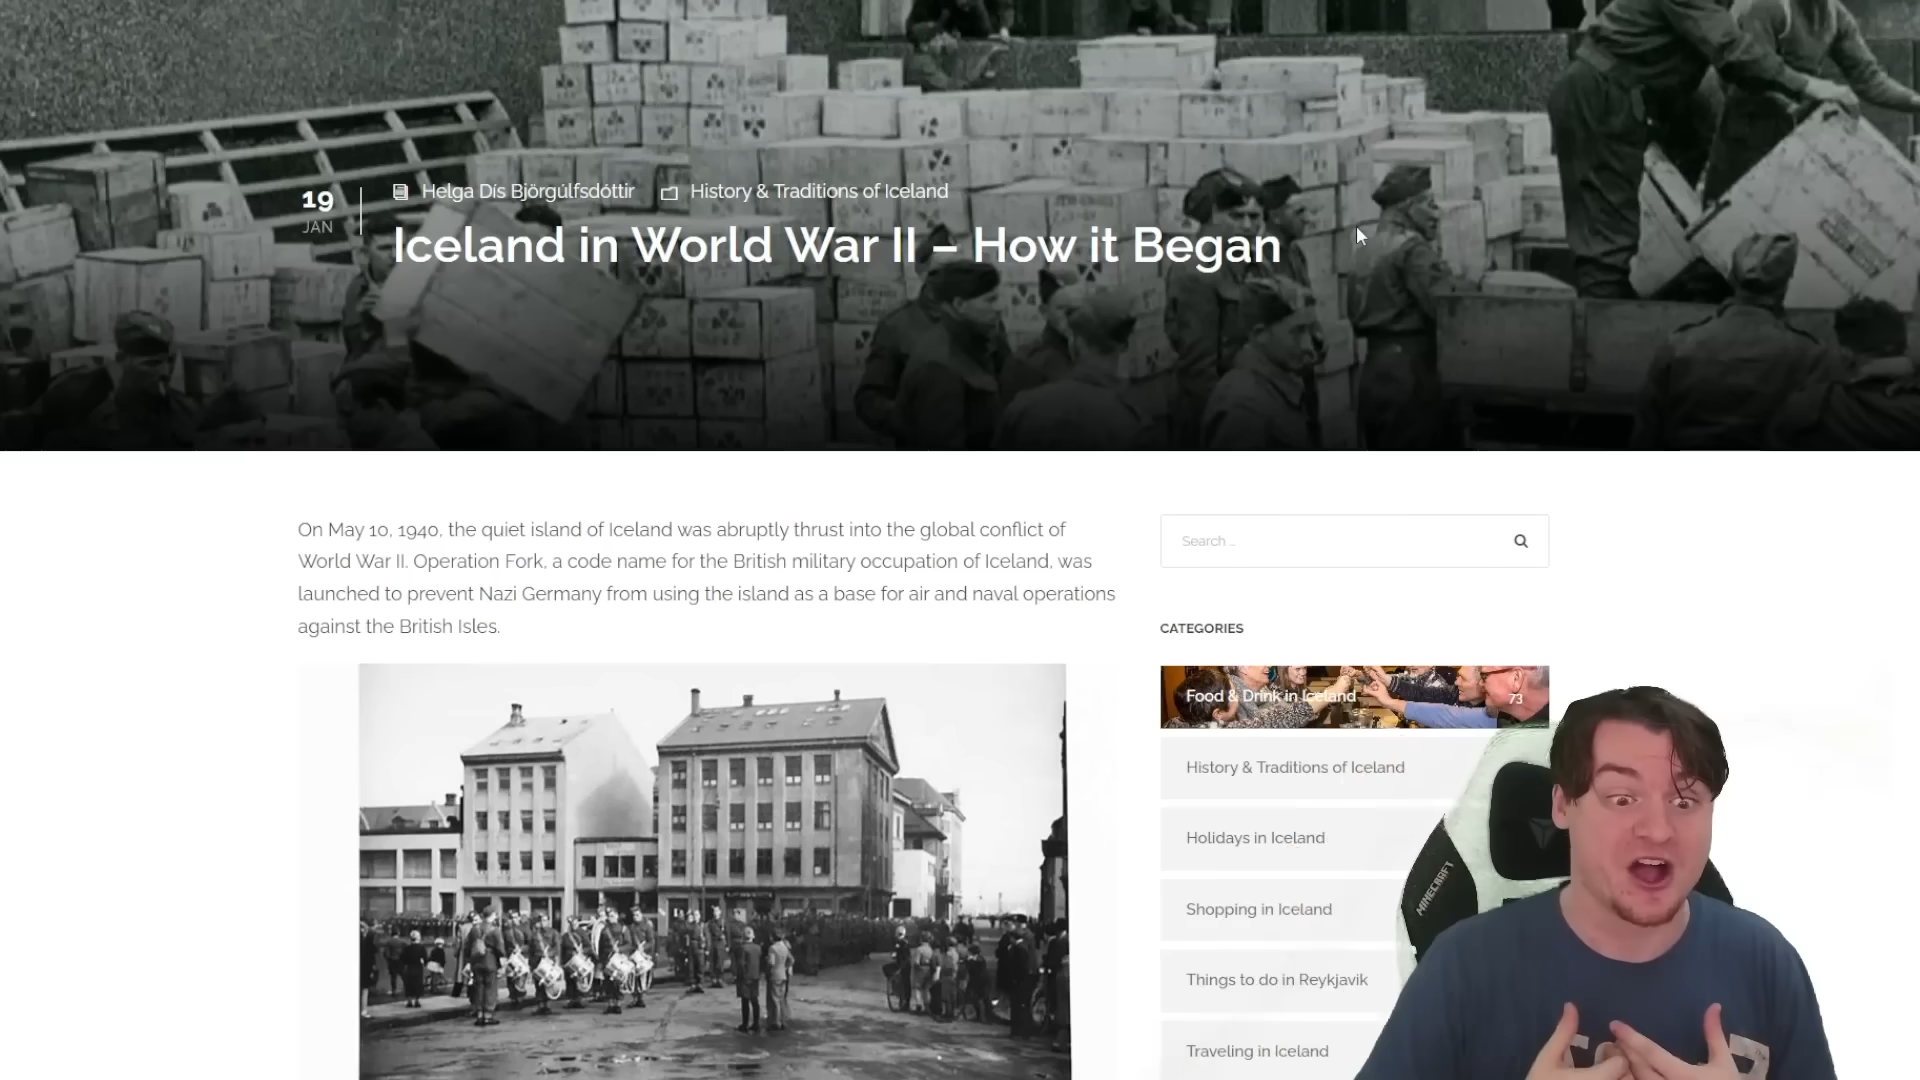 19
JAN
Helga Dís Björgúlfsdóttir
History & Traditions of Iceland
Iceland in World War II – How it Began
On May 10, 1940, the quiet island of Iceland was abruptly thrust into the global conflict of
World War II. Operation Fork, a code name for the British military occupation of Iceland, was
launched to prevent Nazi Germany from using the island as a base for air and naval operations
against the British Isles.
Search ...
CATEGORIES
Food & Drink in Iceland
73
History & Traditions of Iceland
Holidays in Iceland
Shopping in Iceland
Things to do in Reykjavik
Traveling in Iceland
MINECRAFT